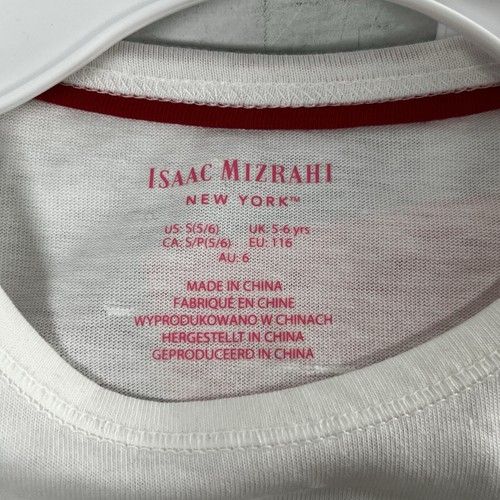 ISAAC MIZRAHI
NEW YORK™
US: S(5/6) UK: 5-6 yrs
CA: S/P(5/6) EU: 116
AU: 6
MADE IN CHINA
FABRIQUÉ EN CHINE
WYPRODUKOWANO W CHINACH
HERGESTELLT IN CHINA
GEPRODUCEERD IN CHINA